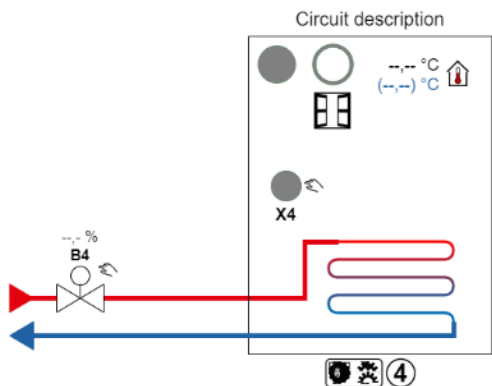 Circuit description
--,-- °C
(--,--) °C
X4
--,- %
B4
4